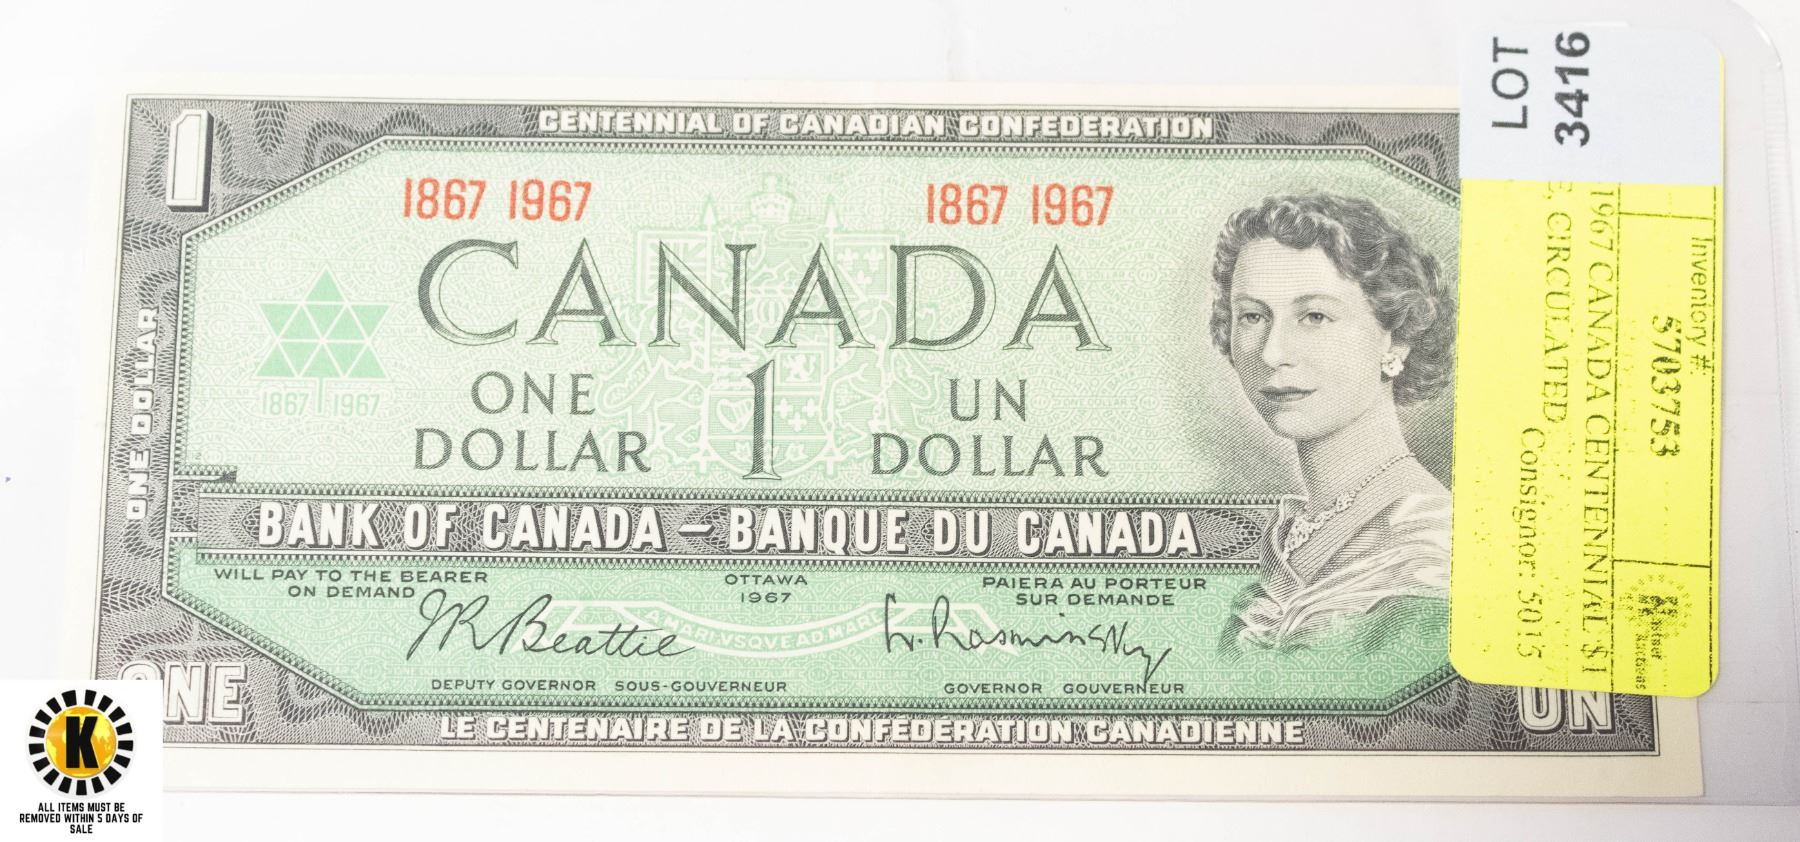 CENTENNIAL OF CANADIAN CONFEDERATION
1
1867 1967 1867 1967
CANADA
ONE DOLLAR
1867 1967
ONE
DOLLAR
1
UN
DOLLAR
BANK OF CANADA – BANQUE DU CANADA
WILL PAY TO THE BEARER
ON DEMAND
OTTAWA
1967
PAIERA AU PORTEUR
SUR DEMANDE
JRBeattie
L. Rasminsky
DEPUTY GOVERNOR SOUS-GOUVERNEUR
GOVERNOR GOUVERNEUR
ONE
UN
LE CENTENAIRE DE LA CONFÉDÉRATION CANADIENNE
LOT
3416
Inventory #:
5703753
1967 CANADA CENTENNIAL $1
E, CIRCULATED
Consignor: 5015
K
ALL ITEMS MUST BE
REMOVED WITHIN 5 DAYS OF
SALE